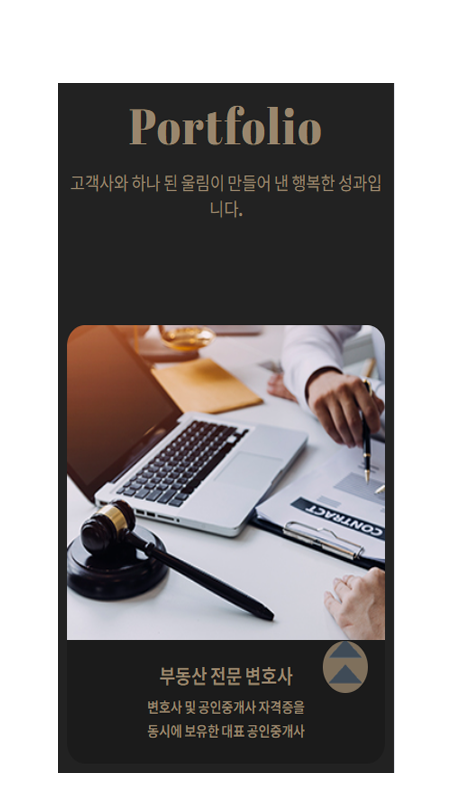 Portfolio
고객사와 하나 된 울림이 만들어 낸 행복한 성과입
니다.
CONTRACT
부동산 전문 변호사
변호사 및 공인중개사 자격증을
동시에 보유한 대표 공인중개사